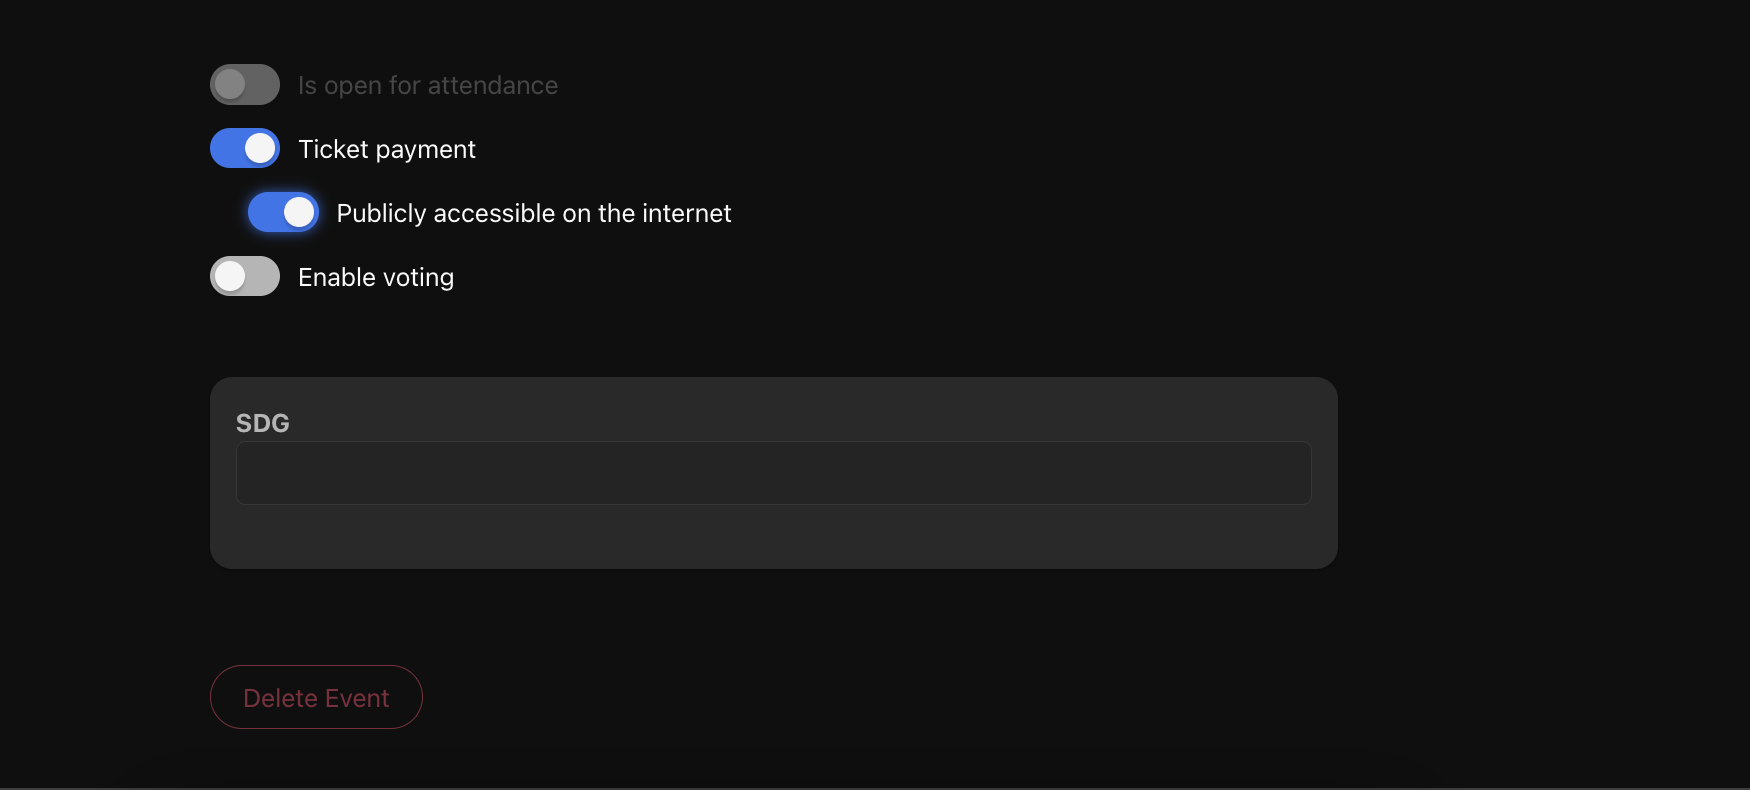 Is open for attendance
Ticket payment
Publicly accessible on the internet
Enable voting
SDG
Delete Event